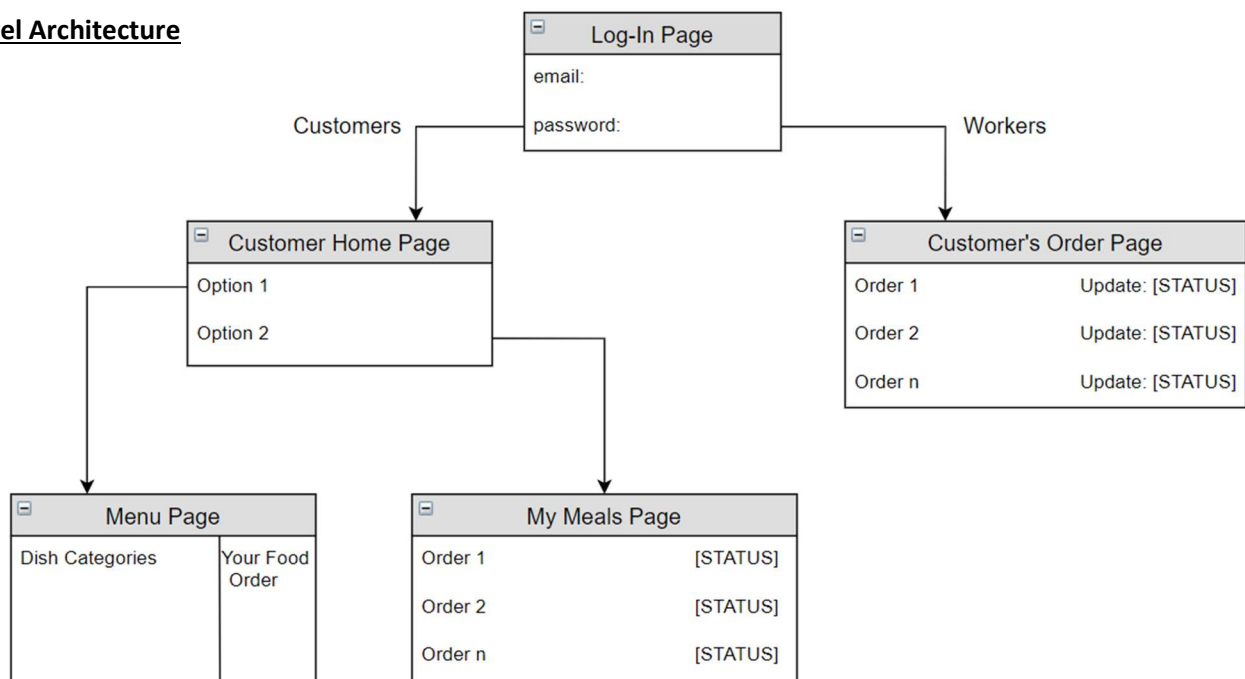 el Architecture
Log-In Page
email:
password:
Customers
Workers
Customer Home Page
Option 1
Option 2
Customer's Order Page
Order 1 Update: [STATUS]
Order 2 Update: [STATUS]
Order n Update: [STATUS]
Menu Page
Dish Categories
Your Food
Order
My Meals Page
Order 1 [STATUS]
Order 2 [STATUS]
Order n [STATUS]